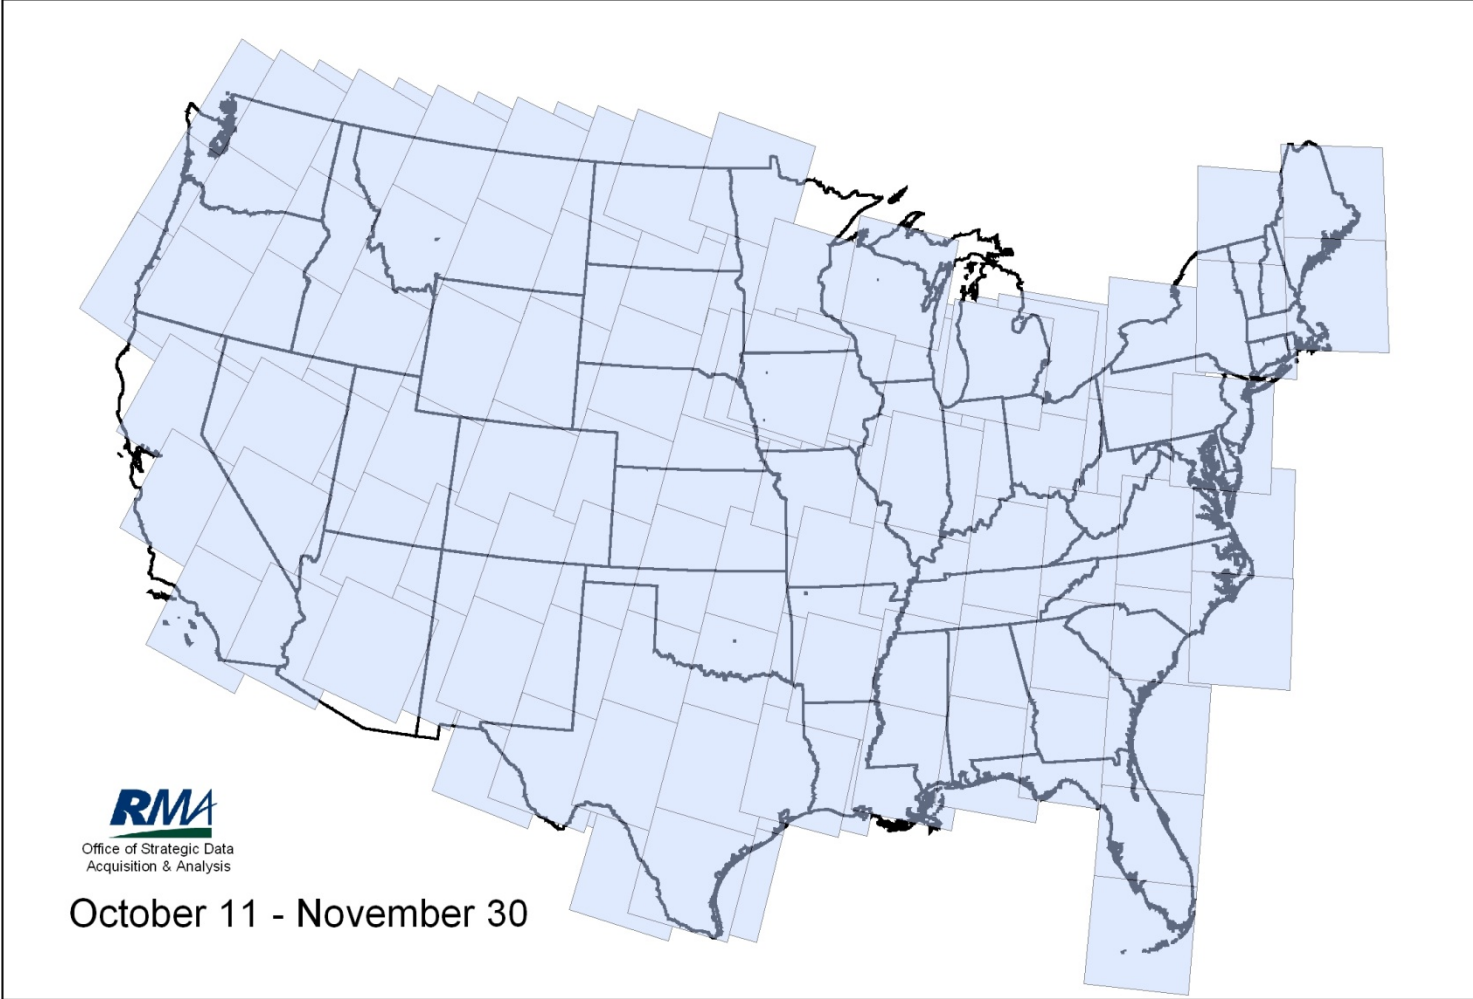 RMA
Office of Strategic Data
Acquisition & Analysis
October 11 - November 30